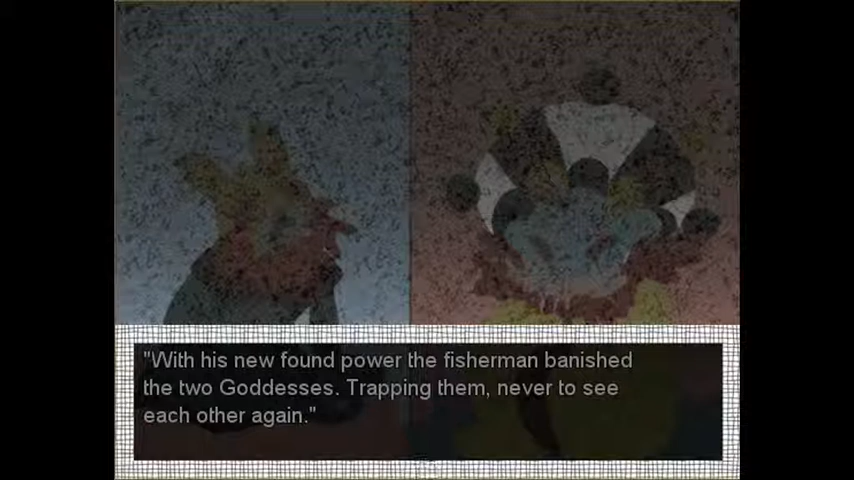 "With his new found power the fisherman banished
the two Goddesses. Trapping them, never to see
each other again."